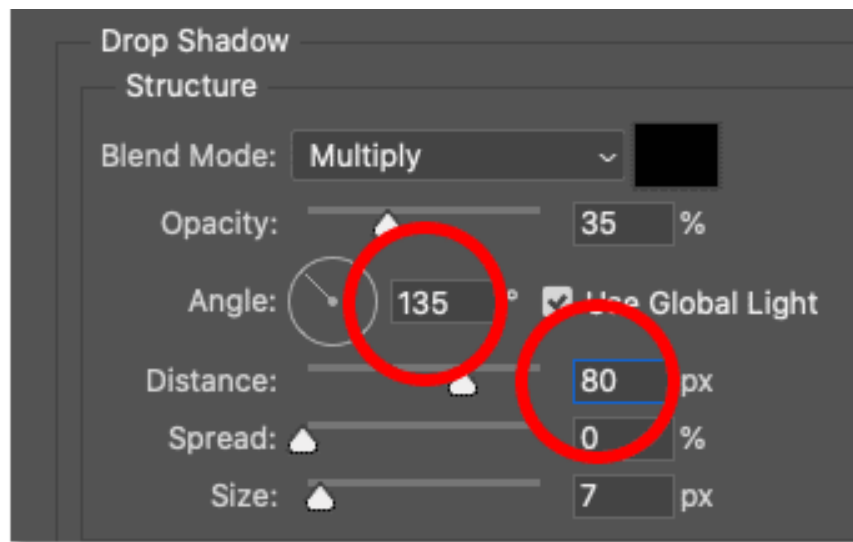 Drop Shadow
Structure
Blend Mode: Multiply
Opacity: 35 %
Angle: 135 ° Use Global Light
Distance: 80 px
Spread: 0 %
Size: 7 px